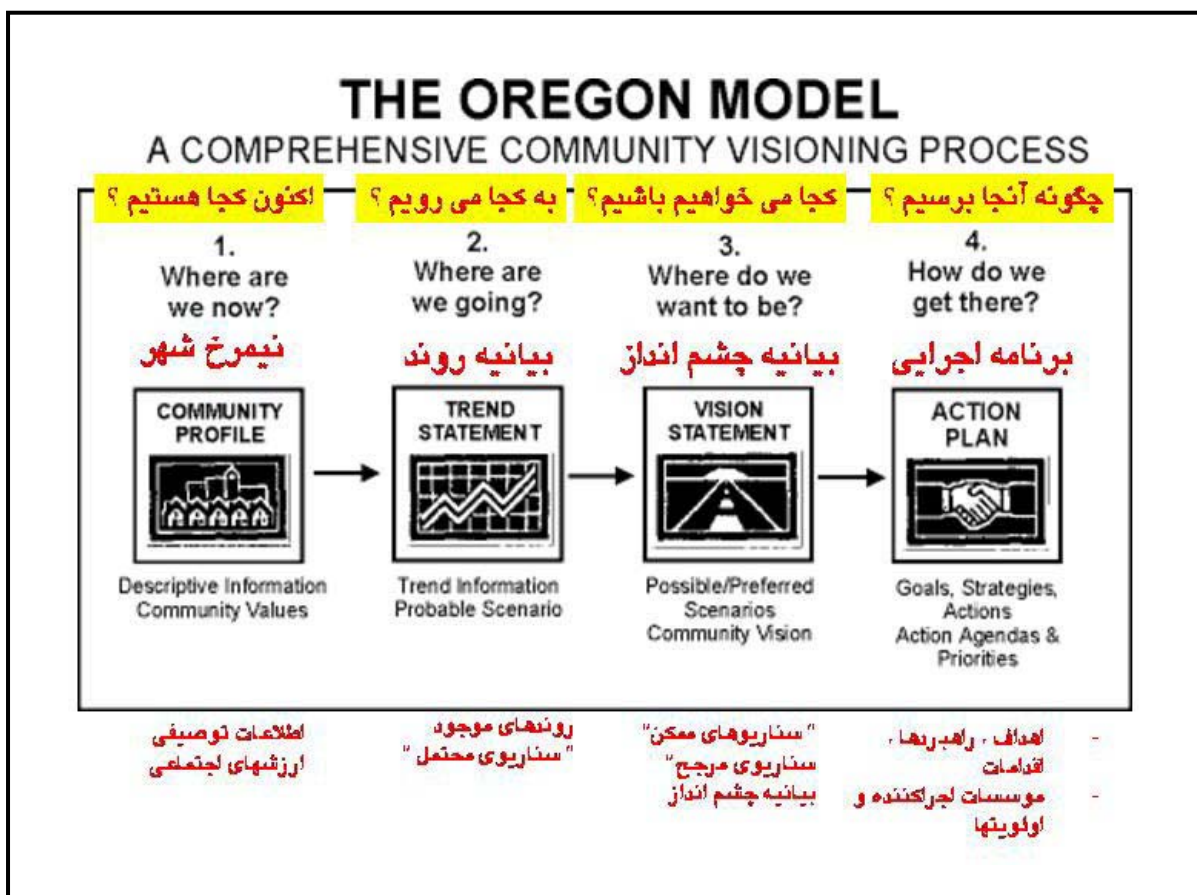 THE OREGON MODEL
A COMPREHENSIVE COMMUNITY VISIONING PROCESS
اکنون کجا هستیم ؟
1.
Where are
we now?
نیمرخ شهر
COMMUNITY
PROFILE
Descriptive Information
Community Values
اطلاعات توصیفی
ارزشهای اجتماعی
به کجا می رویم ؟
2.
Where are
we going?
بیانیه روند
TREND
STATEMENT
Trend Information
Probable Scenario
روندهای موجود
"سناریوی محتمل "
کجا می خواهیم باشیم؟
3.
Where do we
want to be?
بیانیه چشم انداز
VISION
STATEMENT
Possible/Preferred
Scenarios
Community Vision
"سناریوهای ممکن"
سناریوی مرجح"
بیانیه چشم انداز
چگونه آنجا برسیم ؟
4.
How do we
get there?
برنامه اجرایی
ACTION
PLAN
Goals, Strategies,
Actions
Action Agendas &
Priorities
- اهداف ، راهبردها ،
اقدامات
- موسسات اجراکننده و
اولویتها